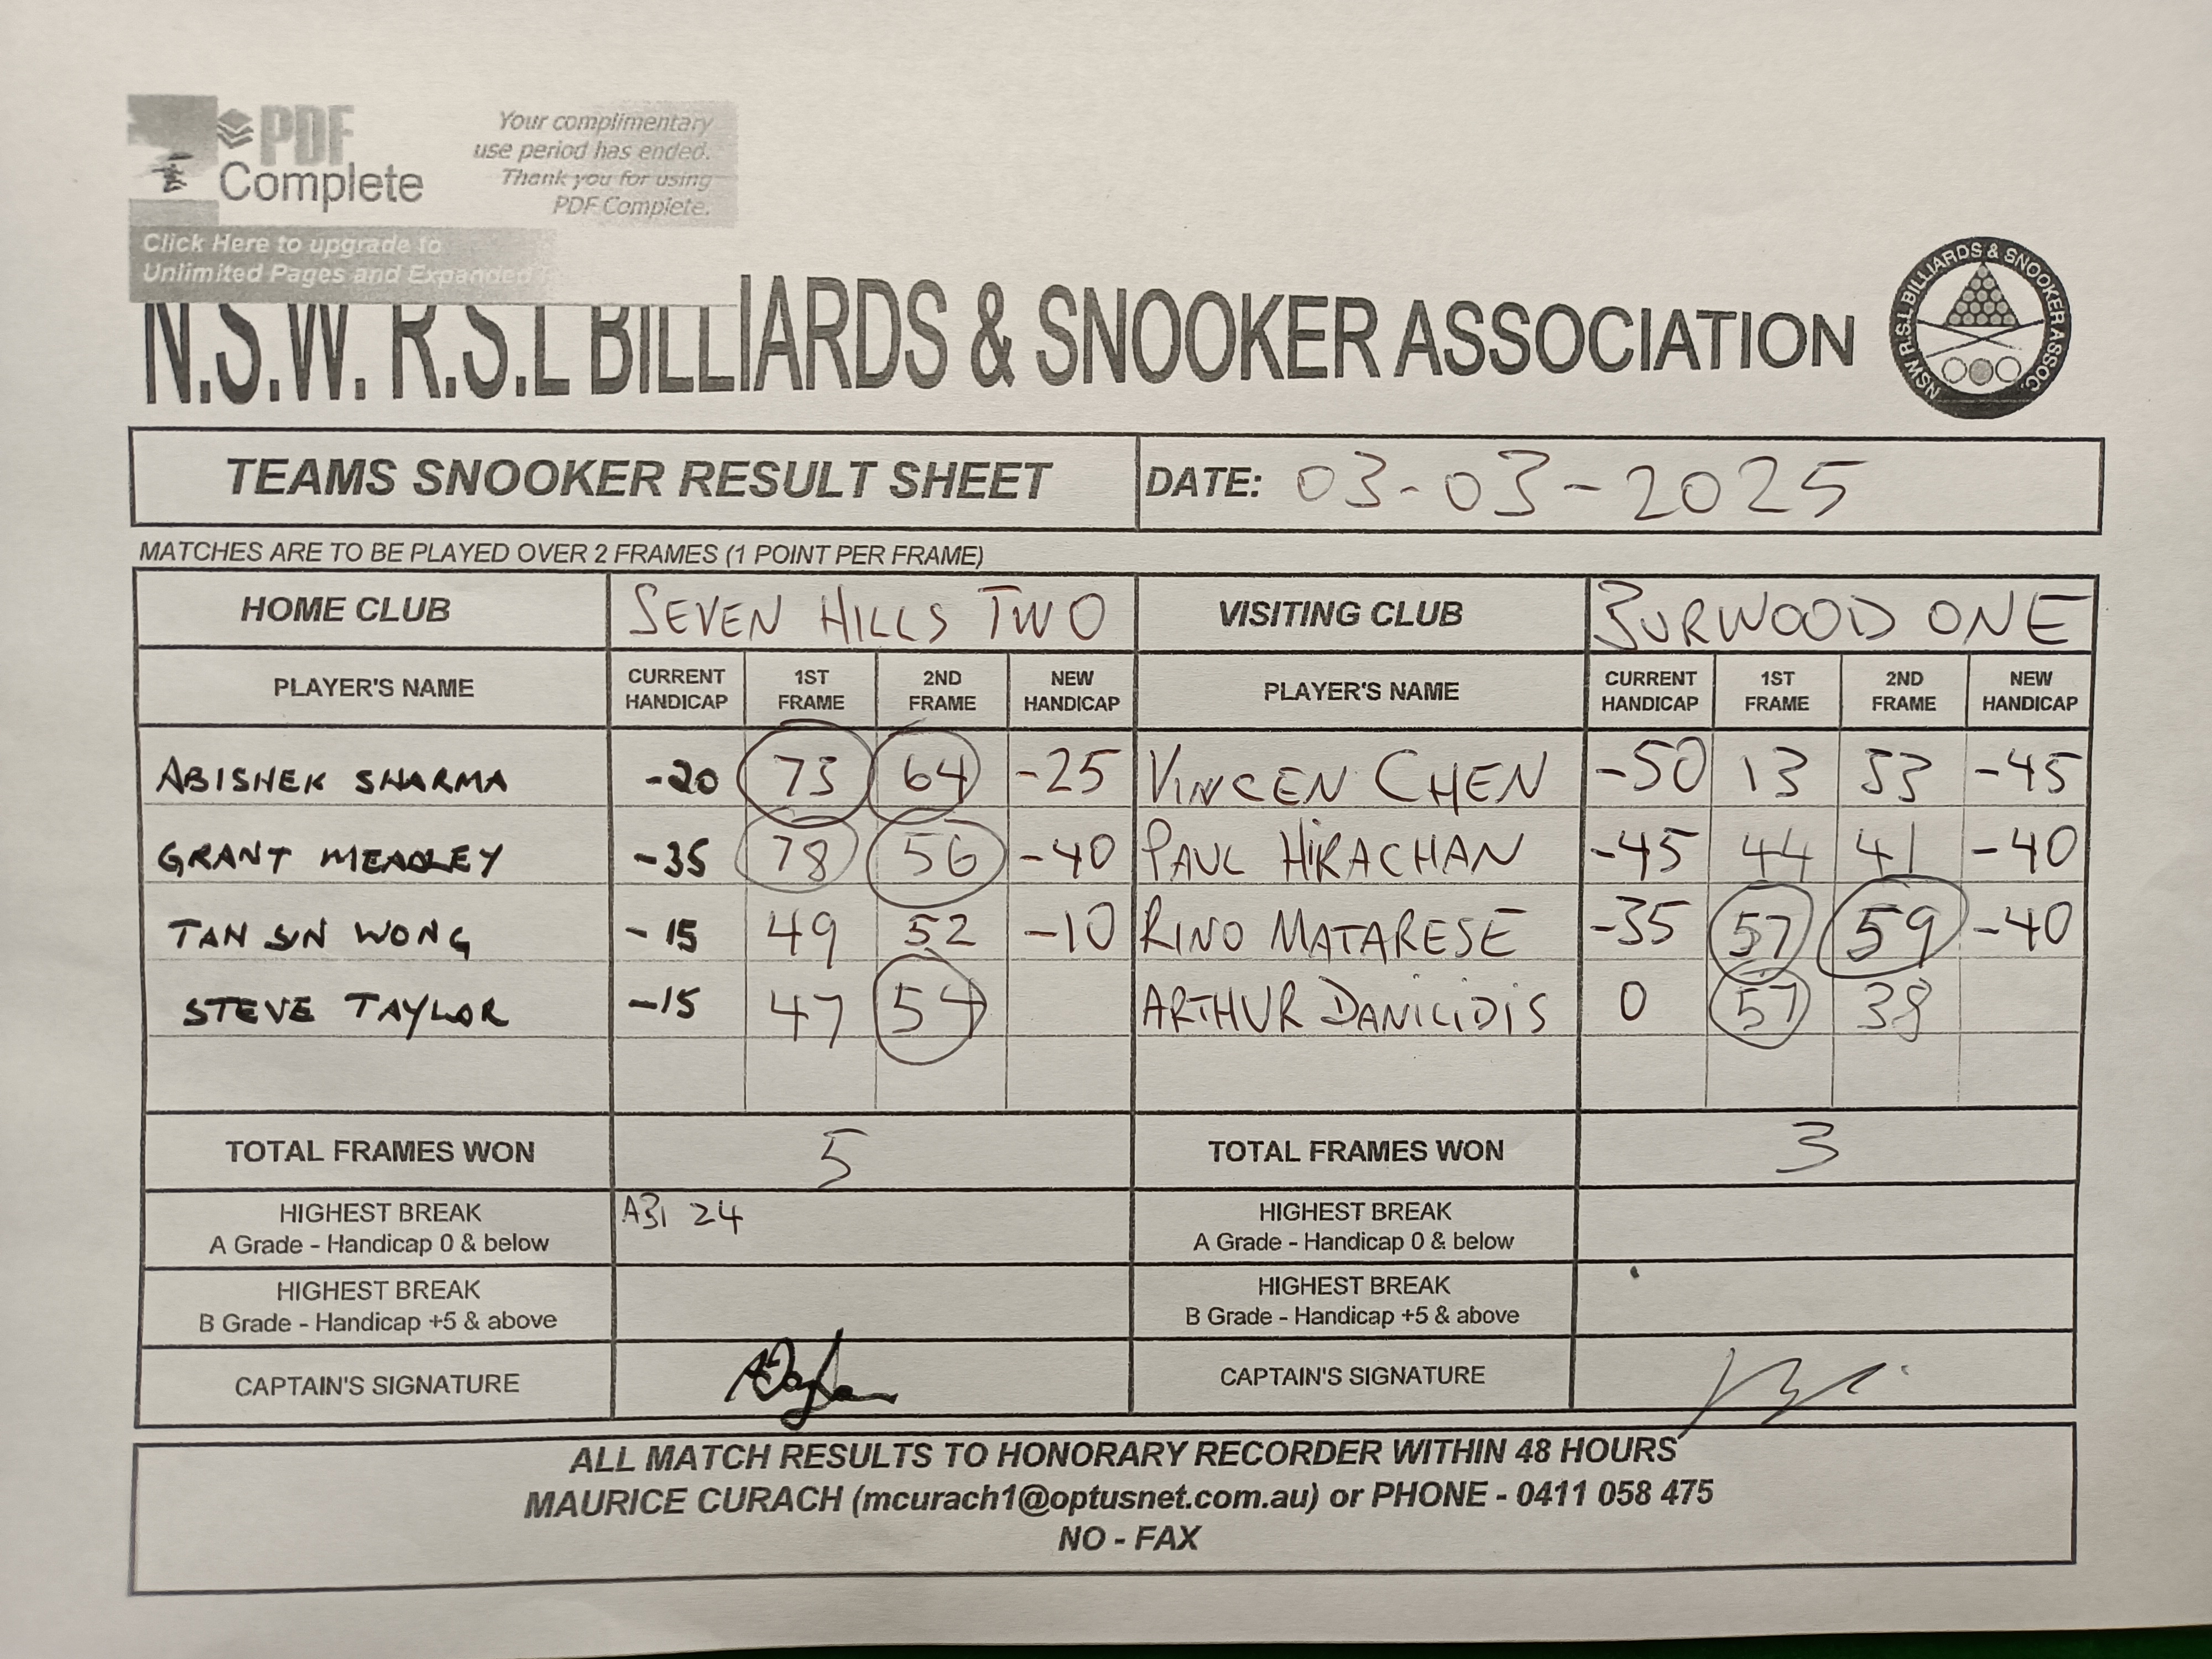 PDF
Complete
Your complimentary
use period has ended.
Thank you for using
PDF Complete.
Click Here to upgrade to
Unlimited Pages and Expanded
N.S.W. R.S.L BILLIARDS & SNOOKER ASSOCIATION
NSW R.S.L BILLIARDS & SNOOKER ASSOC.
TEAMS SNOOKER RESULT SHEET DATE: 03-03-2025
MATCHES ARE TO BE PLAYED OVER 2 FRAMES (1 POINT PER FRAME)
HOME CLUB SEVEN HILLS TWO VISITING CLUB BURWOOD ONE
PLAYER'S NAME CURRENT HANDICAP 1ST FRAME 2ND FRAME NEW HANDICAP PLAYER'S NAME CURRENT HANDICAP 1ST FRAME 2ND FRAME NEW HANDICAP
ABISHEK SHARMA -20 73 64 -25 VINCEN CHEN -50 13 53 -45
GRANT MEADLEY -35 78 56 -40 PAUL HIRACHAN -45 44 41 -40
TAN SIN WONG -15 49 52 -10 RINO MATARESE -35 57 59 -40
STEVE TAYLOR -15 47 54 ARTHUR DANILIDIS 0 57 38
TOTAL FRAMES WON 5 TOTAL FRAMES WON 3
HIGHEST BREAK ABI 24 HIGHEST BREAK
A Grade - Handicap 0 & below A Grade - Handicap 0 & below
HIGHEST BREAK HIGHEST BREAK
B Grade - Handicap +5 & above B Grade - Handicap +5 & above
CAPTAIN'S SIGNATURE CAPTAIN'S SIGNATURE
ALL MATCH RESULTS TO HONORARY RECORDER WITHIN 48 HOURS
MAURICE CURACH (mcurach1@optusnet.com.au) or PHONE - 0411 058 475
NO - FAX